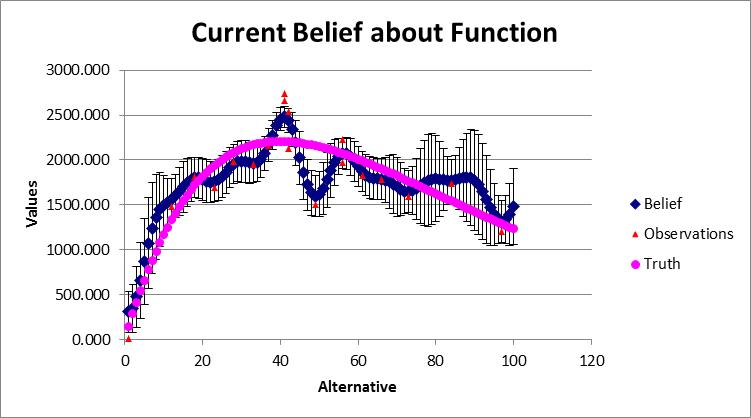 Current Belief about Function
3000.000
2500.000
2000.000
1500.000
1000.000
500.000
0.000
0 20 40 60 80 100 120
Values
Alternative
Belief
Observations
Truth